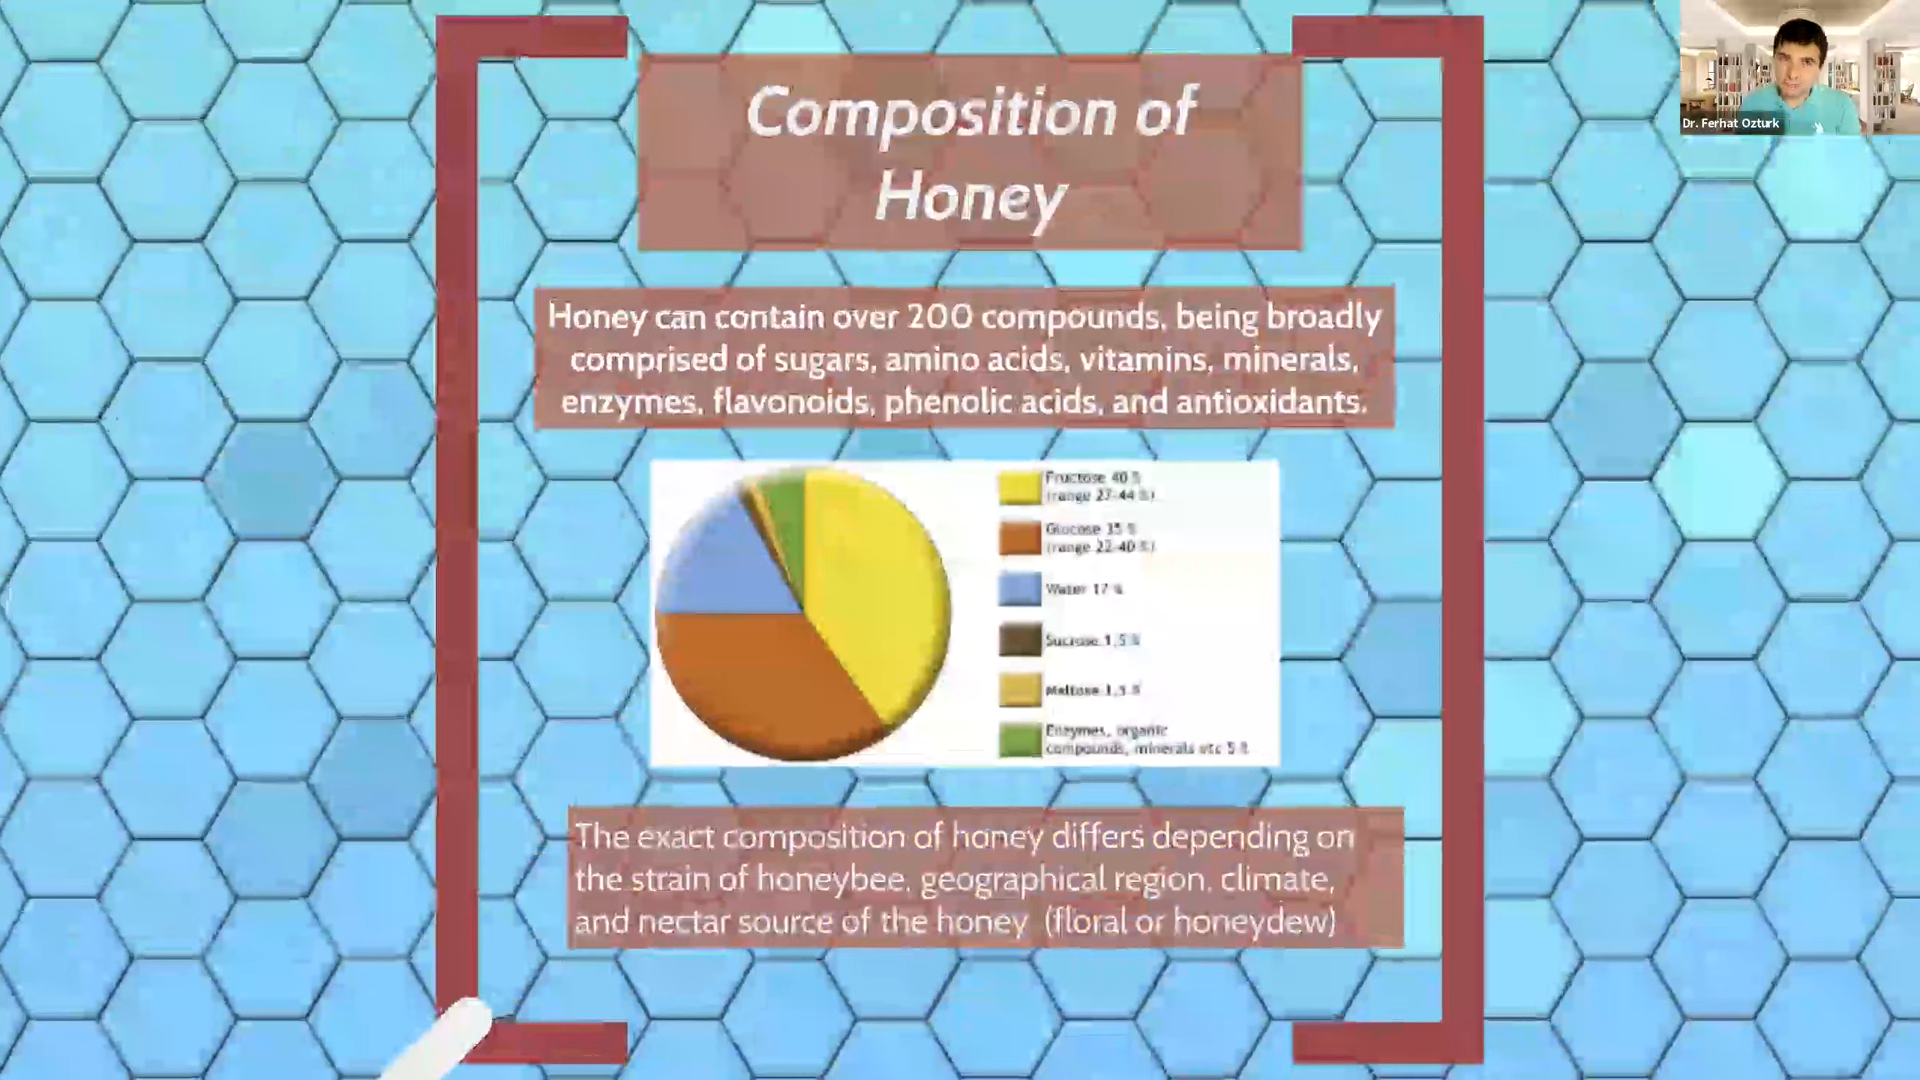 Composition of
Honey
Dr. Ferhat Ozturk
Honey can contain over 200 compounds, being broadly
comprised of sugars, amino acids, vitamins, minerals,
enzymes, flavonoids, phenolic acids, and antioxidants.
Fructose 40 %
(range 27-44 %)
Glucose 35 %
(range 22-40 %)
Water 17 %
Sucrose 1,5 %
Maltose 1,5 %
Enzymes, organic
compounds, minerals etc 5 %
The exact composition of honey differs depending on
the strain of honeybee, geographical region, climate,
and nectar source of the honey (floral or honeydew)